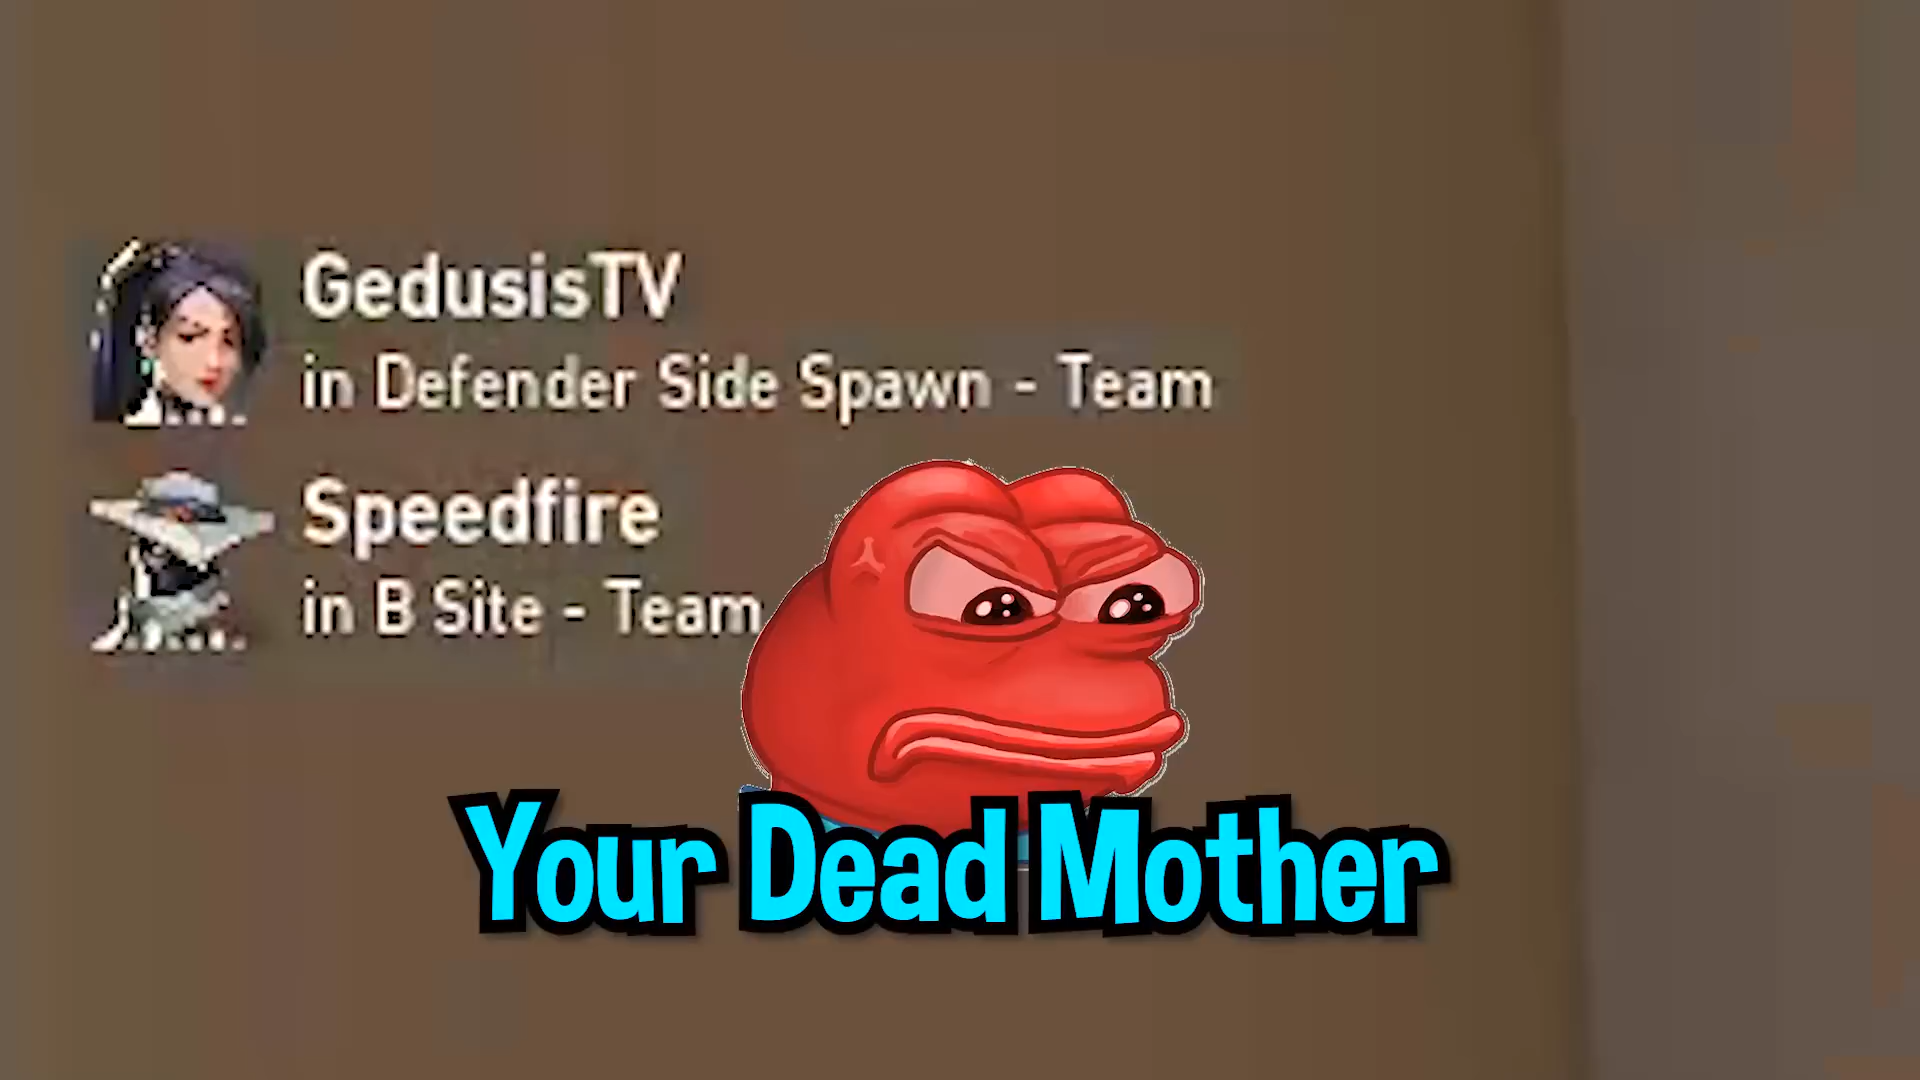 GedusisTV
in Defender Side Spawn - Team
Speedfire
in B Site - Team
Your Dead Mother